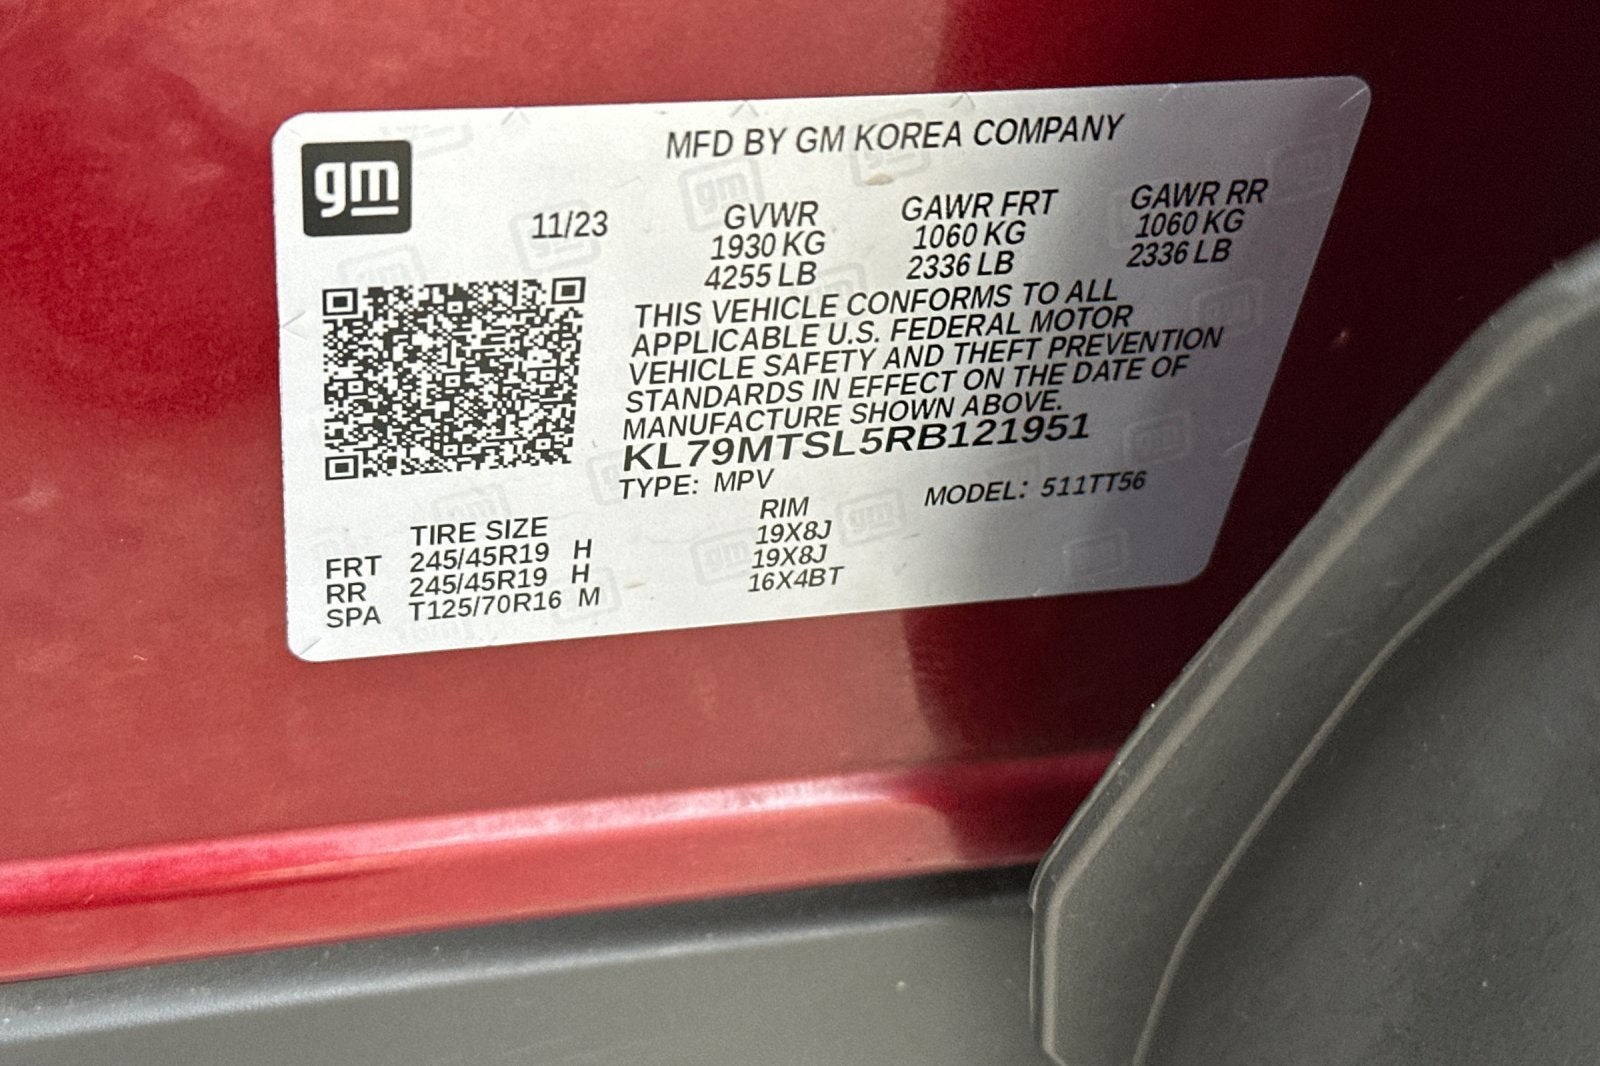 gm
MFD BY GM KOREA COMPANY
11/23 GVWR GAWR FRT GAWR RR
1930 KG 1060 KG 1060 KG
4255 LB 2336 LB 2336 LB
THIS VEHICLE CONFORMS TO ALL
APPLICABLE U.S. FEDERAL MOTOR
VEHICLE SAFETY AND THEFT PREVENTION
STANDARDS IN EFFECT ON THE DATE OF
MANUFACTURE SHOWN ABOVE.
KL79MTSL5RB121951
TYPE: MPV MODEL: 511TT56
TIRE SIZE RIM
FRT 245/45R19 H 19X8J
RR 245/45R19 H 19X8J
SPA T125/70R16 M 16X4BT